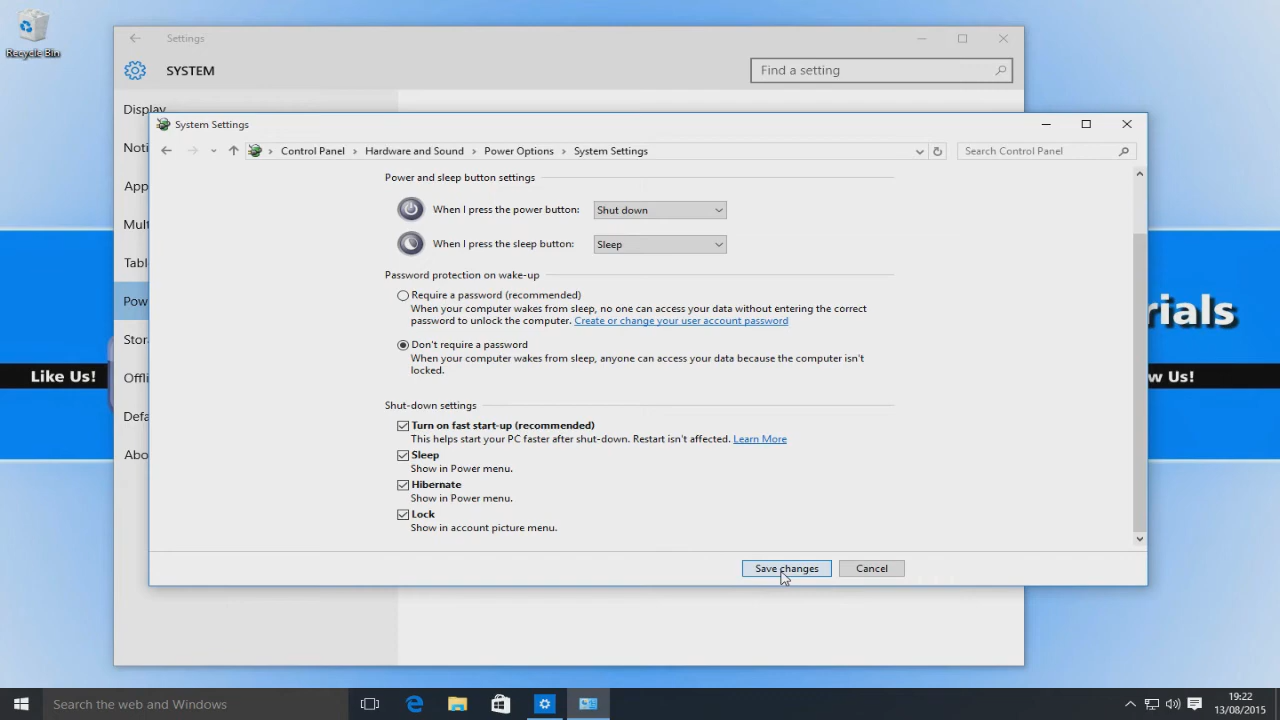 Recycle Bin
Settings
SYSTEM
Find a setting
Display
Noti
App
Mult
Tabl
Pow
Stor
Offli
Defa
Abo
System Settings
Control Panel > Hardware and Sound > Power Options > System Settings
Search Control Panel
Power and sleep button settings
When I press the power button: Shut down
When I press the sleep button: Sleep
Password protection on wake-up
Require a password (recommended)
When your computer wakes from sleep, no one can access your data without entering the correct
password to unlock the computer. Create or change your user account password
Don't require a password
When your computer wakes from sleep, anyone can access your data because the computer isn't
locked.
Shut-down settings
Turn on fast start-up (recommended)
This helps start your PC faster after shut-down. Restart isn't affected. Learn More
Sleep
Show in Power menu.
Hibernate
Show in Power menu.
Lock
Show in account picture menu.
Save changes
Cancel
rials
Like Us!
w Us!
Search the web and Windows
19:22
13/08/2015